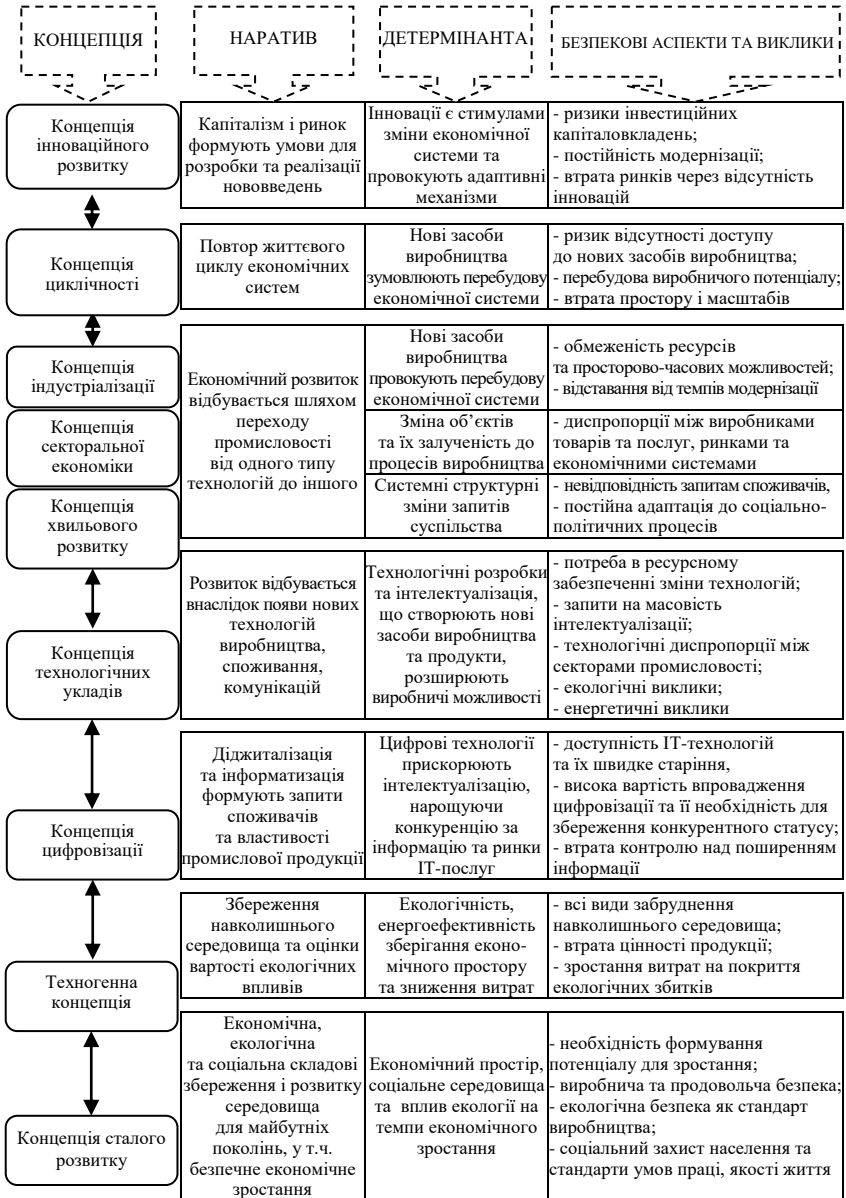 КОНЦЕПЦІЯ
НАРАТИВ
ДЕТЕРМІНАНТА
БЕЗПЕКОВІ АСПЕКТИ ТА ВИКЛИКИ
Концепція
інноваційного
розвитку
Капіталізм і ринок
формують умови для
розробки та реалізації
нововведень
Інновації є стимулами
зміни економічної
системи та
провокують адаптивні
механізми
- ризики інвестиційних
капіталовкладень;
- постійність модернізації;
- втрата ринків через відсутність
інновацій
Концепція
циклічності
Повтор життєвого
циклу економічних
систем
Нові засоби
виробництва
зумовлюють перебудову
економічної системи
- ризик відсутності доступу
до нових засобів виробництва;
- перебудова виробничого потенціалу;
- втрата простору і масштабів
Концепція
індустріалізації
Концепція
секторальної
економіки
Концепція
хвильового
розвитку
Економічний розвиток
відбувається шляхом
переходу
промисловості
від одного типу
технологій до іншого
Нові засоби
виробництва
провокують перебудову
економічної системи
- обмеженість ресурсів
та просторово-часових можливостей;
- відставання від темпів модернізації
Зміна об’єктів
та їх залученість до
процесів виробництва
- диспропорції між виробниками
товарів та послуг, ринками та
економічними системами
Системні структурні
зміни запитів
суспільства
- невідповідність запитам споживачів,
- постійна адаптація до соціально-
політичних процесів
Концепція
технологічних
укладів
Розвиток відбувається
внаслідок появи нових
технологій
виробництва,
споживання,
комунікацій
Технологічні розробки
та інтелектуалізація,
що створюють нові
засоби виробництва
та продукти,
розширюють
виробничі можливості
- потреба в ресурсному
забезпеченні зміни технологій;
- запити на масовість
інтелектуалізації;
- технологічні диспропорції між
секторами промисловості;
- екологічні виклики;
- енергетичні виклики
Концепція
цифровізації
Діджиталізація
та інформатизація
формують запити
споживачів
та властивості
промислової продукції
Цифрові технології
прискорюють
інтелектуалізацію,
нарощуючи
конкуренцію за
інформацію та ринки
ІТ-послуг
- доступність ІТ-технологій
та їх швидке старіння,
- висока вартість впровадження
цифровізації та її необхідність для
збереження конкурентного статусу;
- втрата контролю над поширенням
інформації
Техногенна
концепція
Збереження
навколишнього
середовища та оцінки
вартості екологічних
впливів
Екологічність,
енергоефективність
зберігання еконо-
мічного простору
та зниження витрат
- всі види забруднення
навколишнього середовища;
- втрата цінності продукції;
- зростання витрат на покриття
екологічних збитків
Концепція сталого
розвитку
Економічна,
екологічна
та соціальна складові
збереження і розвитку
середовища
для майбутніх
поколінь, у т.ч.
безпечне економічне
зростання
Економічний простір,
соціальне середовища
та вплив екології на
темпи економічного
зростання
- необхідність формування
потенціалу для зростання;
- виробнича та продовольча безпека;
- екологічна безпека як стандарт
виробництва;
- соціальний захист населення та
стандарти умов праці, якості життя